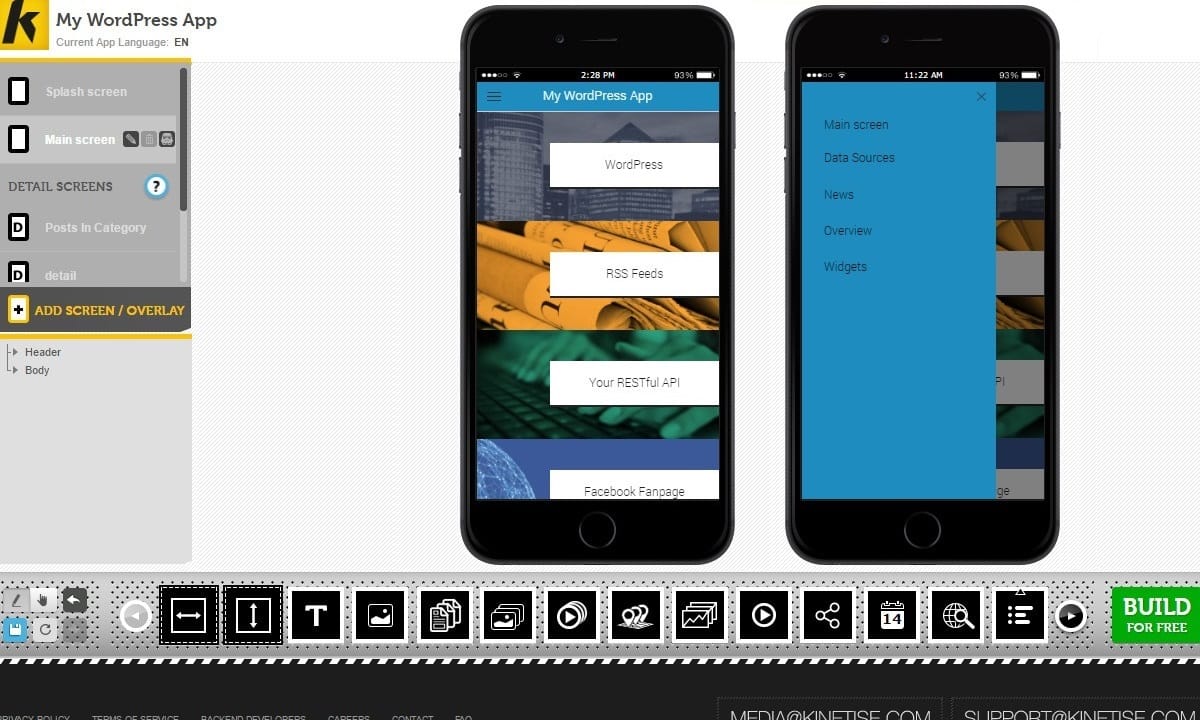 My WordPress App
Current App Language: EN
Splash screen
Main screen
DETAIL SCREENS
?
D
Posts In Category
D
detail
ADD SCREEN / OVERLAY
Header
Body
2:28 PM
93%
My WordPress App
WordPress
RSS Feeds
Your RESTful API
Facebook Fanpage
11:22 AM
93%
Main screen
Data Sources
News
Overview
Widgets
PI
ge
T
14
BUILD
FOR FREE
PRIVACY POLICY
TERMS OF SERVICE
BACKEND DEVELOPERS
CAREERS
CONTACT
FAQ
MEDIA@KINETISE.COM
SUPPORT@KINETISE.COM